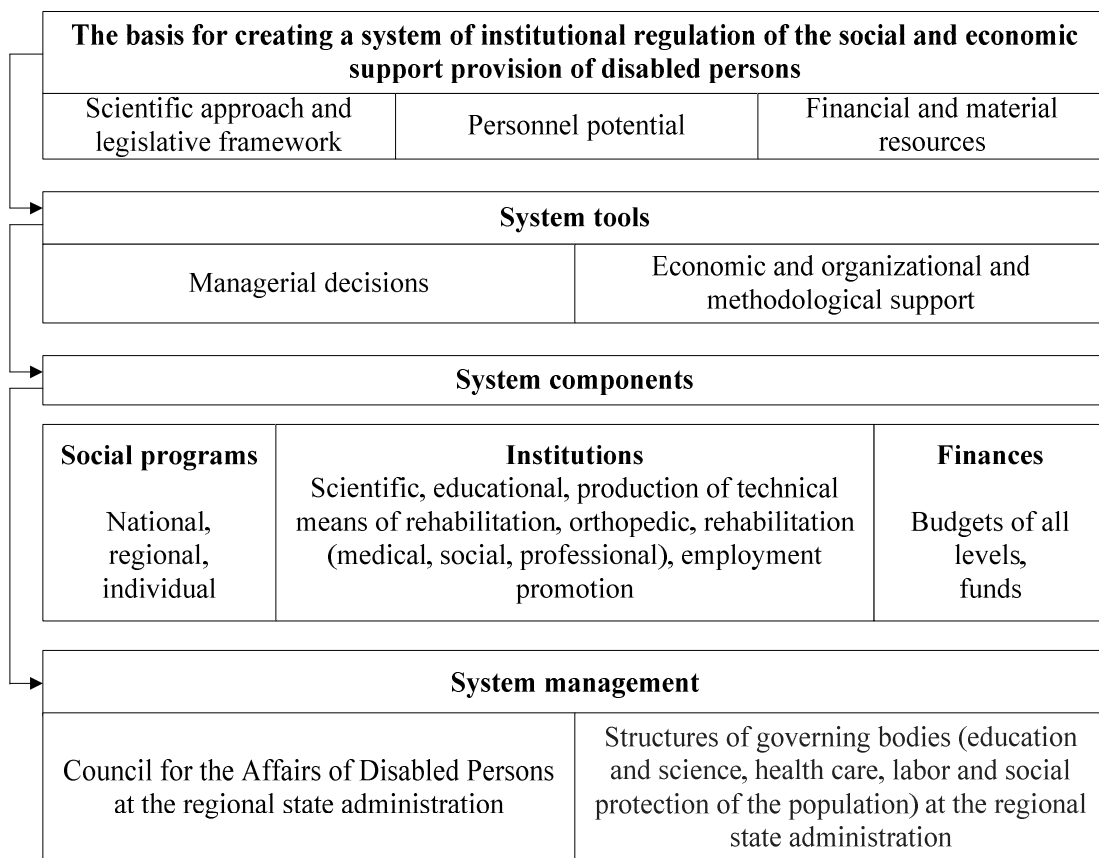 The basis for creating a system of institutional regulation of the social and economic
support provision of disabled persons
Scientific approach and
legislative framework
Personnel potential
Financial and material
resources
System tools
Managerial decisions
Economic and organizational and
methodological support
System components
Social programs
National,
regional,
individual
Institutions
Scientific, educational, production of technical
means of rehabilitation, orthopedic, rehabilitation
(medical, social, professional), employment
promotion
Finances
Budgets of all
levels,
funds
System management
Council for the Affairs of Disabled Persons
at the regional state administration
Structures of governing bodies (education
and science, health care, labor and social
protection of the population) at the regional
state administration